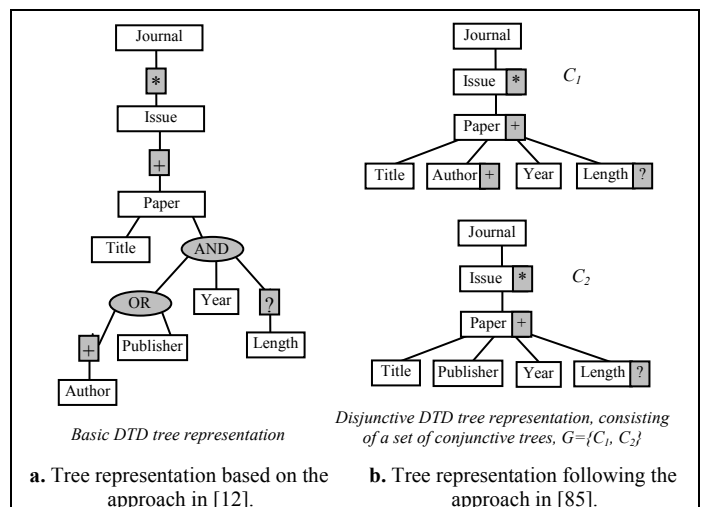 Journal
*
Issue
+
Paper
Title
AND
OR
Year
?
+
Publisher
Length
Author
Basic DTD tree representation
a. Tree representation based on the
approach in [12].
Journal
Issue *
C1
Paper +
Title Author + Year Length ?
Journal
Issue *
C2
Paper +
Title Publisher Year Length ?
Disjunctive DTD tree representation, consisting
of a set of conjunctive trees, G={C1, C2}
b. Tree representation following the
approach in [85].